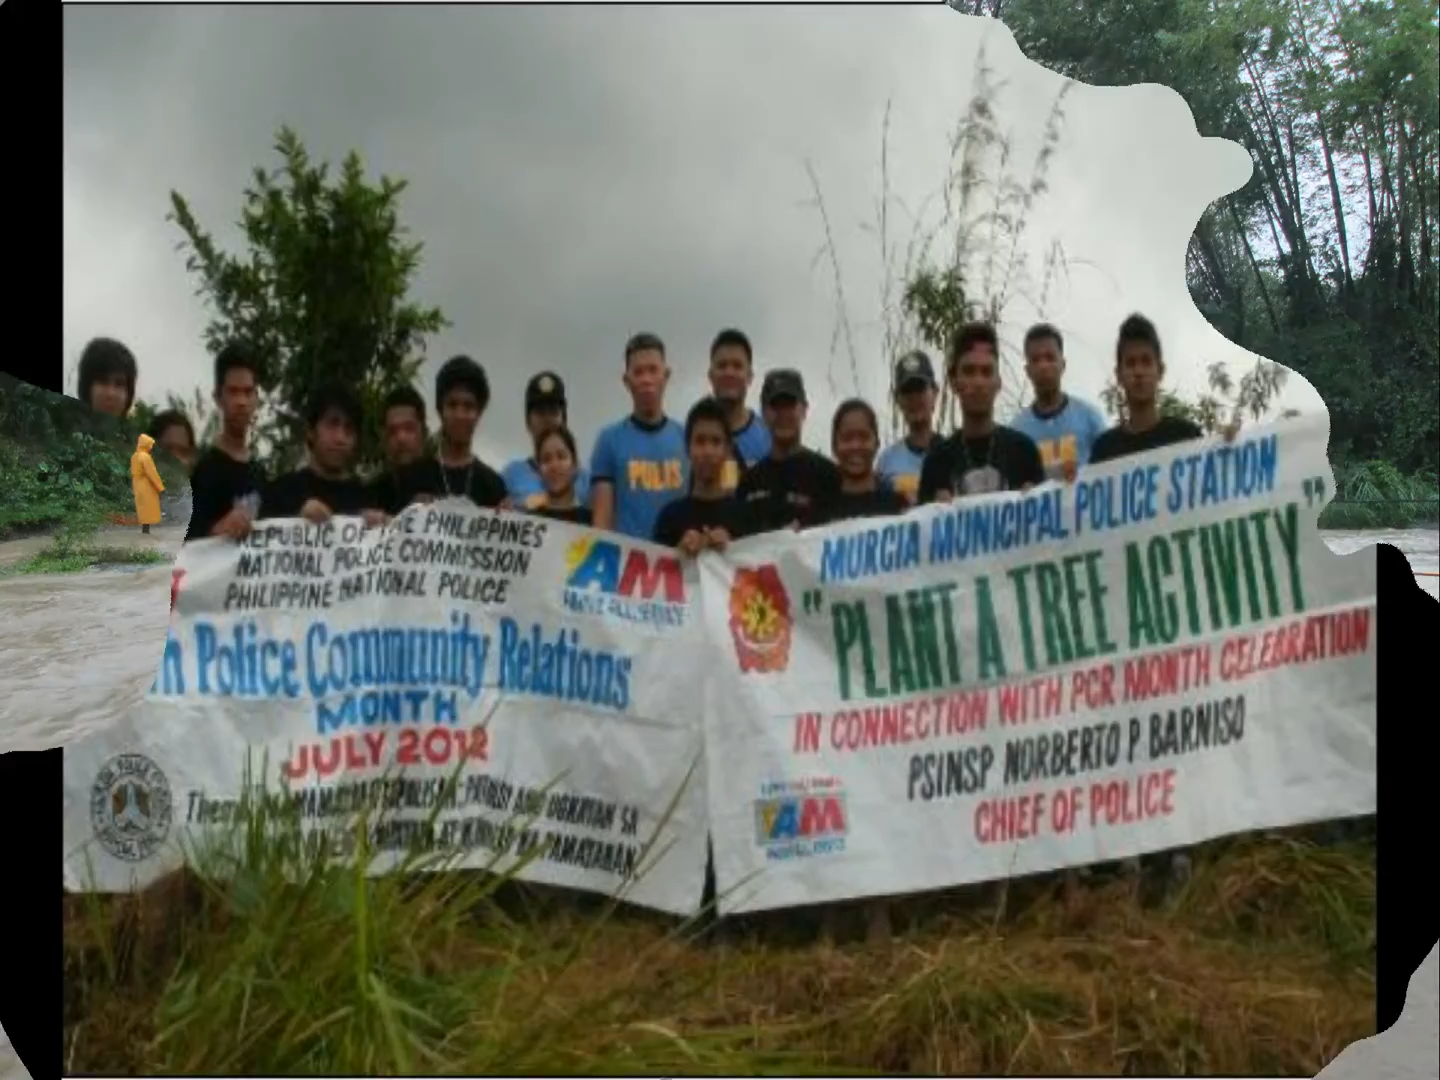 REPUBLIC OF THE PHILIPPINES
NATIONAL POLICE COMMISSION
PHILIPPINE NATIONAL POLICE
AM
Police Community Relations
MONTH
JULY 2012
POLIS
MURCIA MUNICIPAL POLICE STATION
"PLANT A TREE ACTIVITY"
IN CONNECTION WITH PCR MONTH CELEBRATION
PSINSP NORBERTO P BARNISO
CHIEF OF POLICE
AM